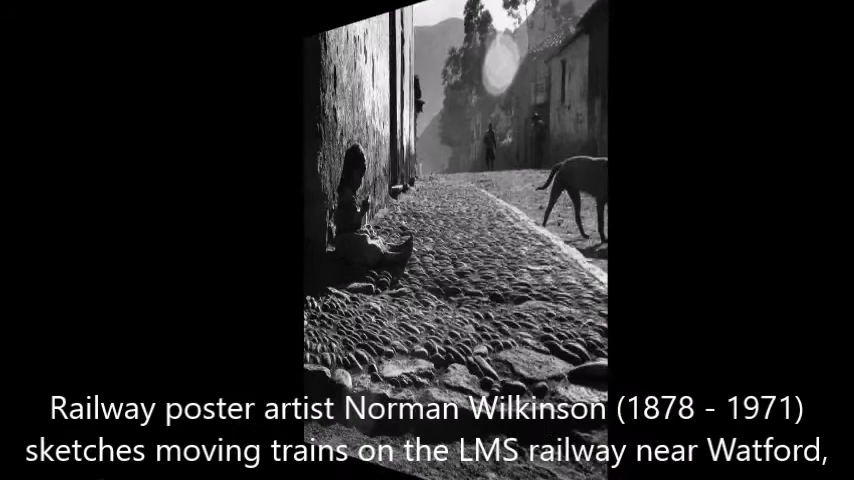 Railway poster artist Norman Wilkinson (1878 - 1971)
sketches moving trains on the LMS railway near Watford,